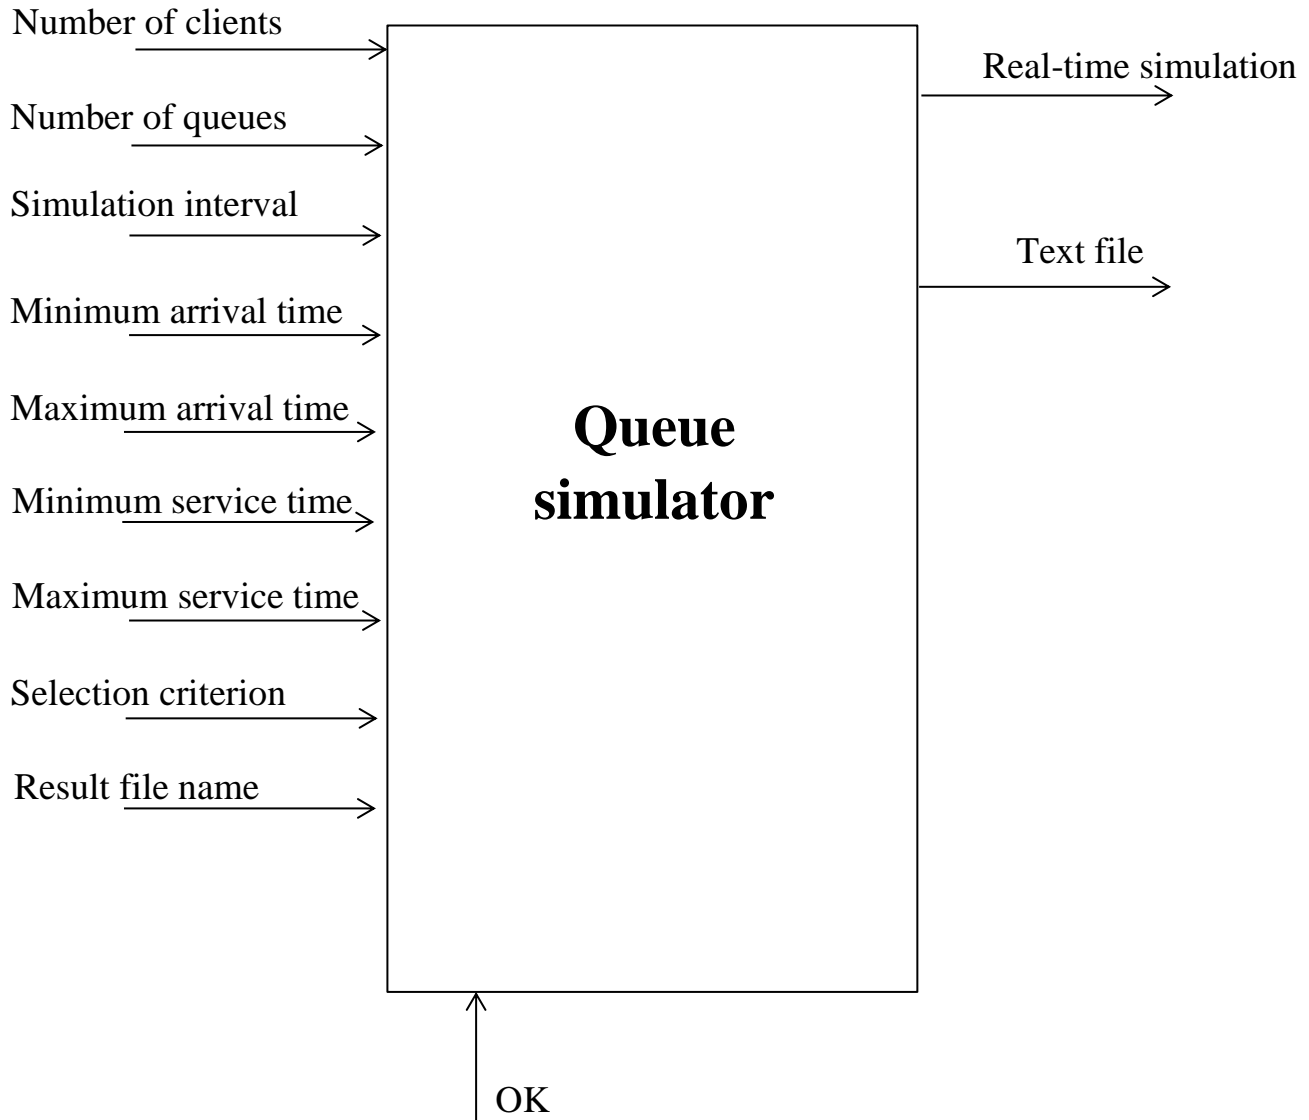 Number of clients
Number of queues
Simulation interval
Minimum arrival time
Maximum arrival time
Minimum service time
Maximum service time
Selection criterion
Result file name
Queue
simulator
Real-time simulation
Text file
OK